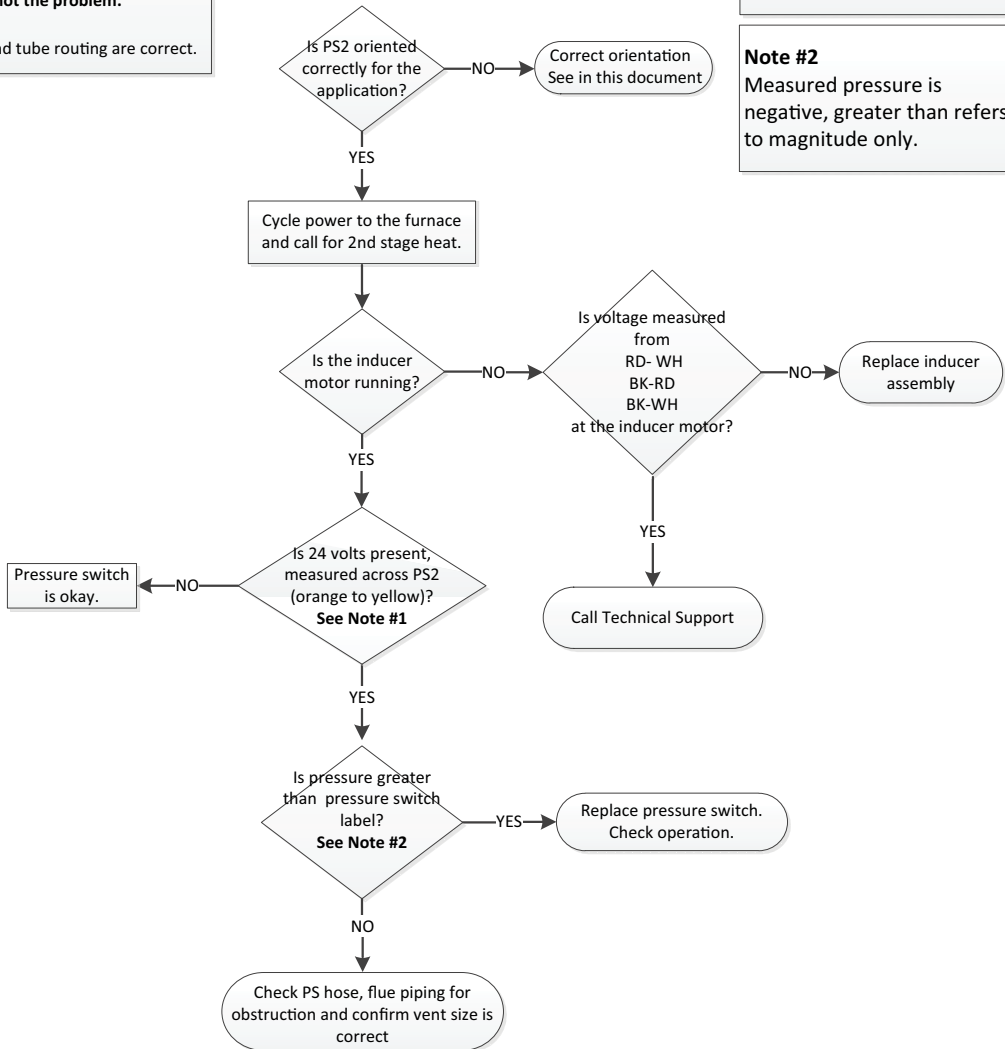 not the problem.
tube routing are correct.
Is PS2 oriented
correctly for the
application?
NO
Correct orientation
See in this document
Note #2
Measured pressure is
negative, greater than refers
to magnitude only.
YES
Cycle power to the furnace
and call for 2nd stage heat.
Is the inducer
motor running?
NO
Is voltage measured
from
RD- WH
BK-RD
BK-WH
at the inducer motor?
NO
Replace inducer
assembly
YES
YES
Call Technical Support
Is 24 volts present,
measured across PS2
(orange to yellow)?
See Note #1
NO
Pressure switch
is okay.
YES
Is pressure greater
than pressure switch
label?
See Note #2
YES
Replace pressure switch.
Check operation.
NO
Check PS hose, flue piping for
obstruction and confirm vent size is
correct